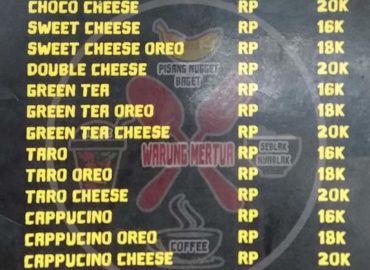 CHOCO CHEESE RP 20K
SWEET CHEESE RP 16K
SWEET CHEESE OREO RP 18K
DOUBLE CHEESE RP 20K
PISANG NUGGET
BAGET
GREEN TEA RP 16K
GREEN TEA OREO RP 18K
GREEN TEA CHEESE RP 20K
TARO RP 16K
WARUNG MERTUA
SEBLAK
NYABLAK
TARO OREO RP 18K
TARO CHEESE RP 20K
CAPPUCINO RP 16K
CAPPUCINO OREO RP 18K
COFFEE
CAPPUCINO CHEESE RP 20K